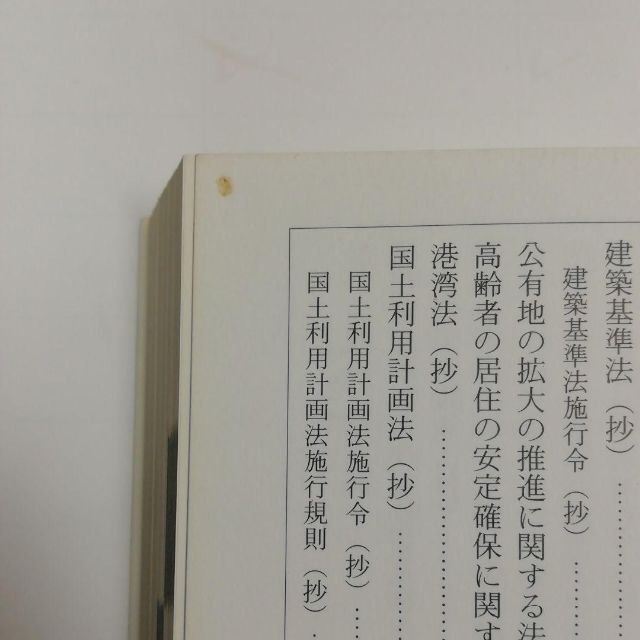 建築基準法（抄）……………
建築基準法施行令（抄）………
公有地の拡大の推進に関する法
高齢者の居住の安定確保に関す
港湾法（抄）……………………
国土利用計画法（抄）…………
国土利用計画法施行令（抄）……
国土利用計画法施行規則（抄）…